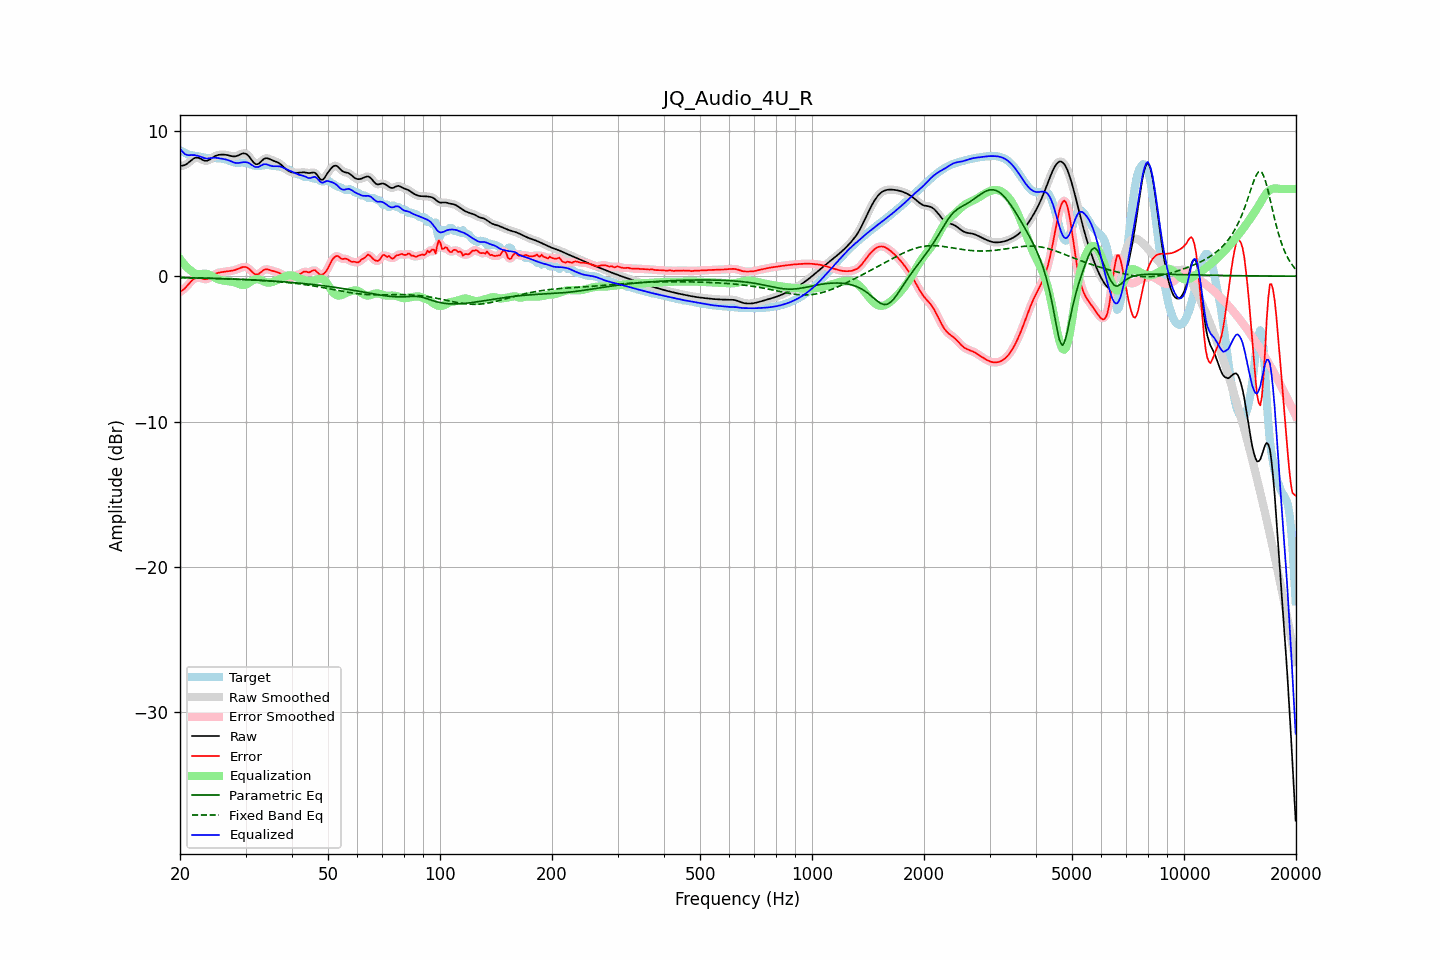 JQ_Audio_4U_R
Amplitude (dBr)
10
0
−10
−20
−30
Target
Raw Smoothed
Error Smoothed
Raw
Error
Equalization
Parametric Eq
Fixed Band Eq
Equalized
20 50 100 200 500 1000 2000 5000 10000 20000
Frequency (Hz)